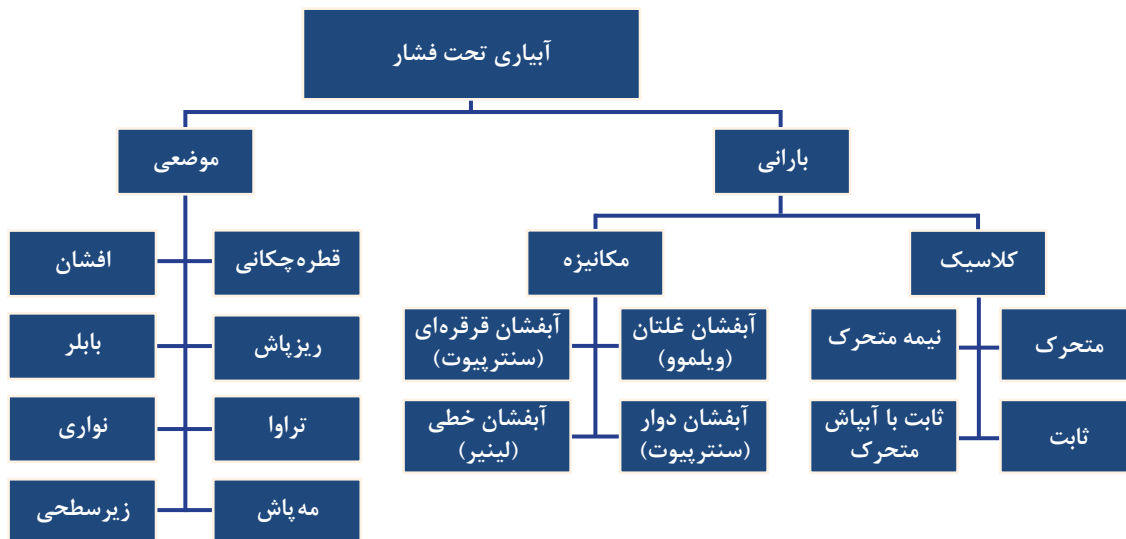 آبیاری تحت فشار
بارانی
موضعی
کلاسیک
مکانیزه
قطره‌چکانی
افشان
متحرک
نیمه متحرک
آبفشان غلتان
(ویلموو)
آبفشان قرقره‌ای
(سنترپیوت)
ریزپاش
بابلر
ثابت
ثابت با آبپاش
متحرک
آبفشان دوار
(سنترپیوت)
آبفشان خطی
(لینیر)
تراوا
نواری
مه‌پاش
زیرسطحی